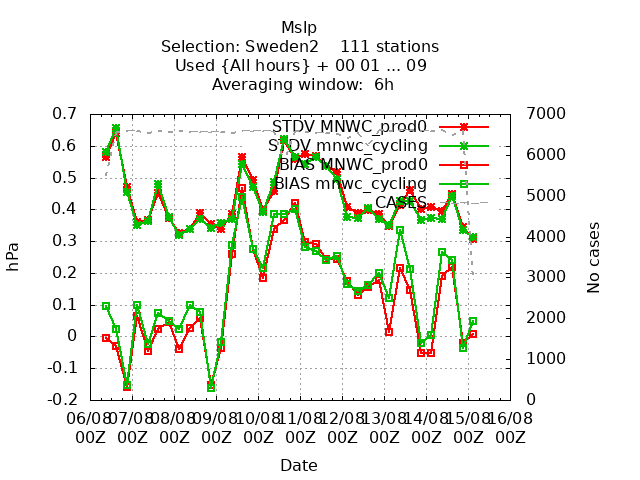 Mslp
Selection: Sweden2    111 stations
Used {All hours} + 00 01 ... 09
Averaging window:  6h
0.7
0.6
0.5
0.4
0.3
0.2
0.1
0
-0.1
-0.2
hPa
7000
6000
5000
4000
3000
2000
1000
0
No cases
STDV MNWC_prod0
STDV mnwc_cycling
BIAS MNWC_prod0
BIAS mnwc_cycling
CASES
06/08 07/08 08/08 09/08 10/08 11/08 12/08 13/08 14/08 15/08 16/08
00Z 00Z 00Z 00Z 00Z 00Z 00Z 00Z 00Z 00Z 00Z
Date